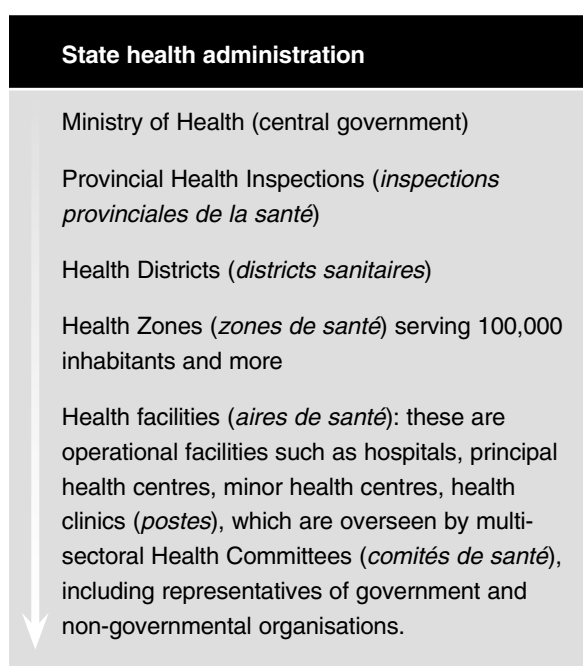 State health administration
Ministry of Health (central government)
Provincial Health Inspections (inspections
provinciales de la santé)
Health Districts (districts sanitaires)
Health Zones (zones de santé) serving 100,000
inhabitants and more
Health facilities (aires de santé): these are
operational facilities such as hospitals, principal
health centres, minor health centres, health
clinics (postes), which are overseen by multi-
sectoral Health Committees (comités de santé),
including representatives of government and
non-governmental organisations.